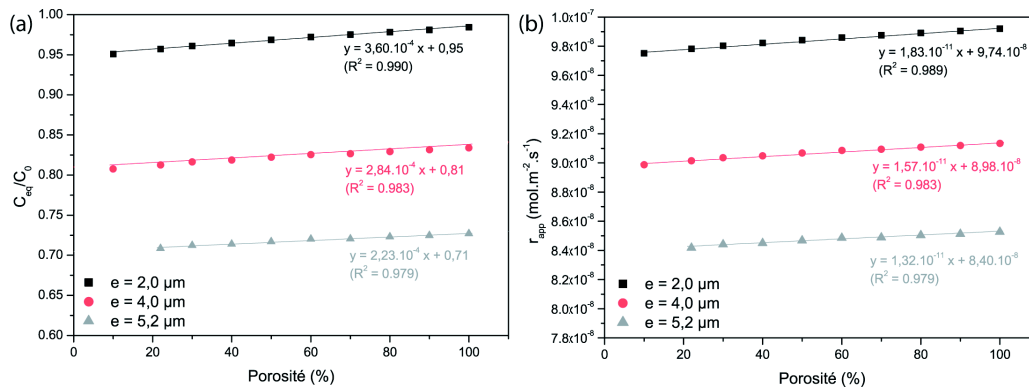 (a)
1.00
0.95
0.90
0.85
0.80
0.75
0.70
0.65
0.60
C_eq/C_0
y = 3,60.10⁻⁴ x + 0,95
(R² = 0.990)
y = 2,84.10⁻⁴ x + 0,81
(R² = 0.983)
y = 2,23.10⁻⁴ x + 0,71
(R² = 0.979)
e = 2,0 µm
e = 4,0 µm
e = 5,2 µm
0 20 40 60 80 100
Porosité (%)
(b)
1.0x10⁻⁷
9.8x10⁻⁸
9.6x10⁻⁸
9.4x10⁻⁸
9.2x10⁻⁸
9.0x10⁻⁸
8.8x10⁻⁸
8.6x10⁻⁸
8.4x10⁻⁸
8.2x10⁻⁸
8.0x10⁻⁸
7.8x10⁻⁸
r_app (mol.m⁻².s⁻¹)
y = 1,83.10⁻¹¹ x + 9,74.10⁻⁸
(R² = 0.989)
y = 1,57.10⁻¹¹ x + 8,98.10⁻⁸
(R² = 0.983)
y = 1,32.10⁻¹¹ x + 8,40.10⁻⁸
(R² = 0.979)
e = 2,0 µm
e = 4,0 µm
e = 5,2 µm
0 20 40 60 80 100
Porosité (%)